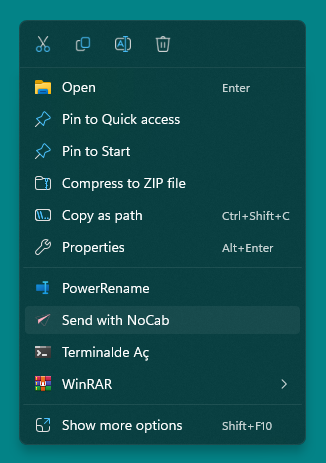 Open Enter
Pin to Quick access
Pin to Start
Compress to ZIP file
Copy as path Ctrl+Shift+C
Properties Alt+Enter
PowerRename
Send with NoCab
Terminalde Aç
WinRAR
Show more options Shift+F10